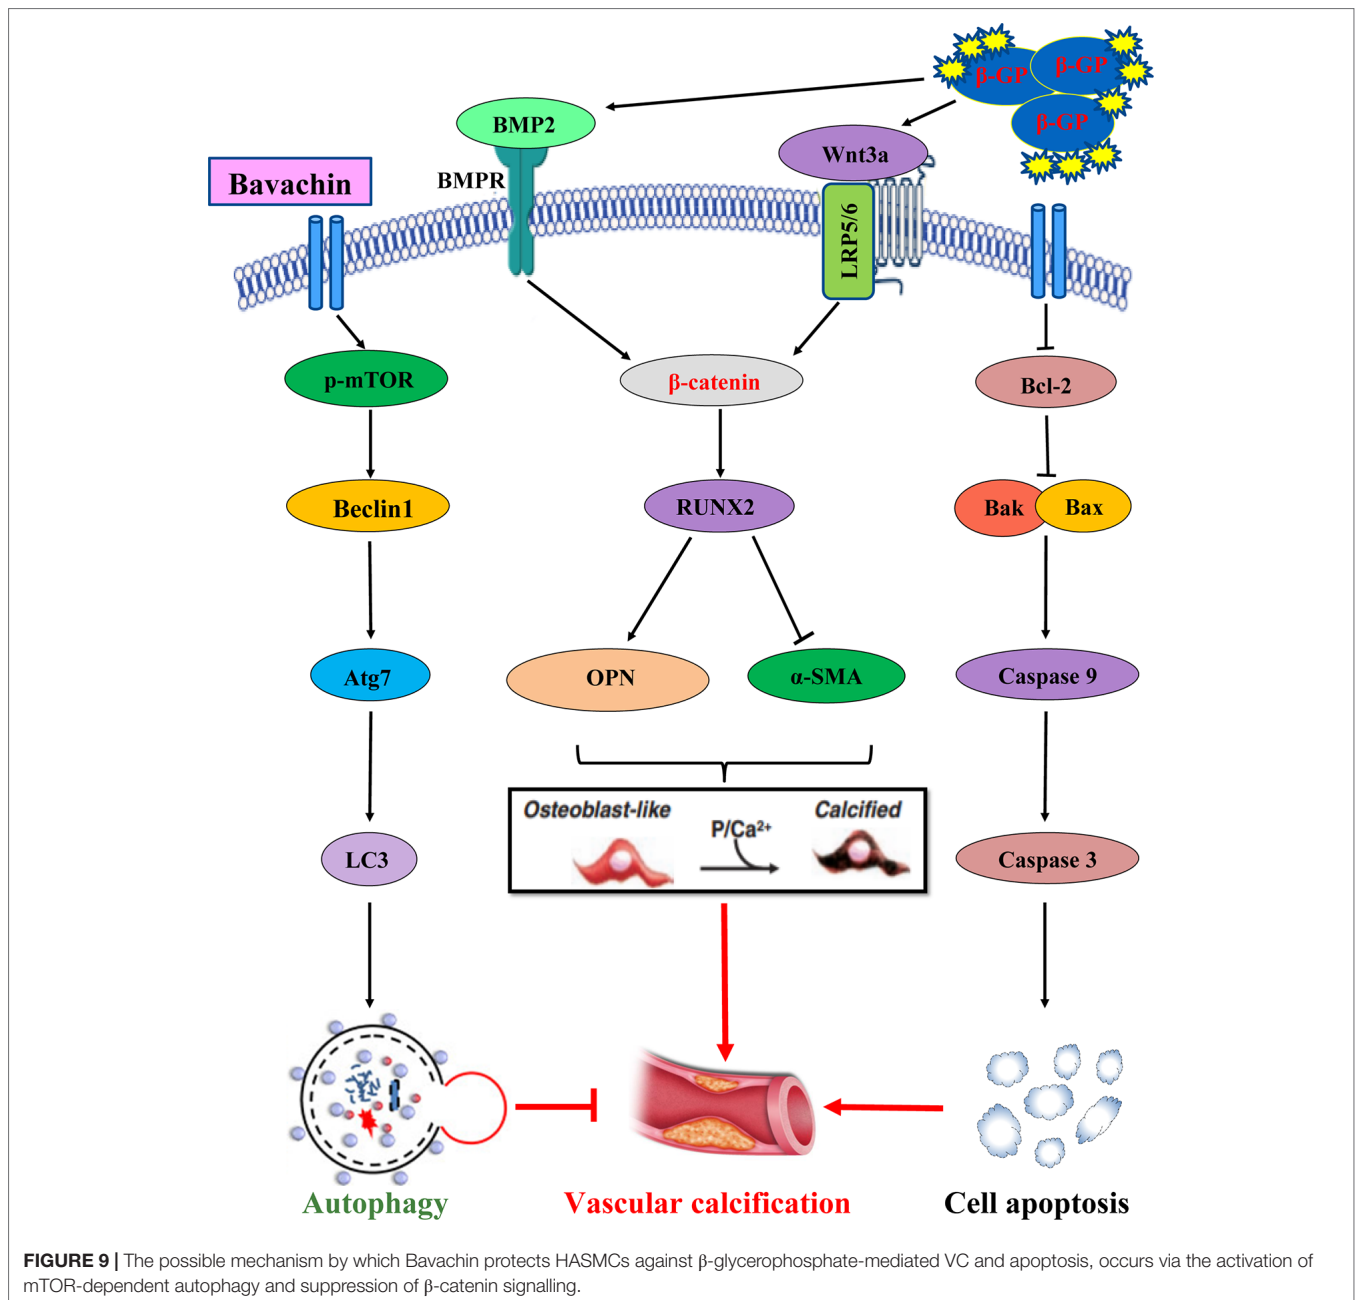 β-GP
β-GP
β-GP
BMP2
Wnt3a
Bavachin
BMPR
LRP5/6
p-mTOR
β-catenin
Bcl-2
Beclin1
RUNX2
Bak
Bax
Atg7
OPN
α-SMA
Caspase 9
Osteoblast-like
P/Ca²⁺
Calcified
LC3
Caspase 3
Autophagy
Vascular calcification
Cell apoptosis
FIGURE 9 | The possible mechanism by which Bavachin protects HASMCs against β-glycerophosphate-mediated VC and apoptosis, occurs via the activation of
mTOR-dependent autophagy and suppression of β-catenin signalling.